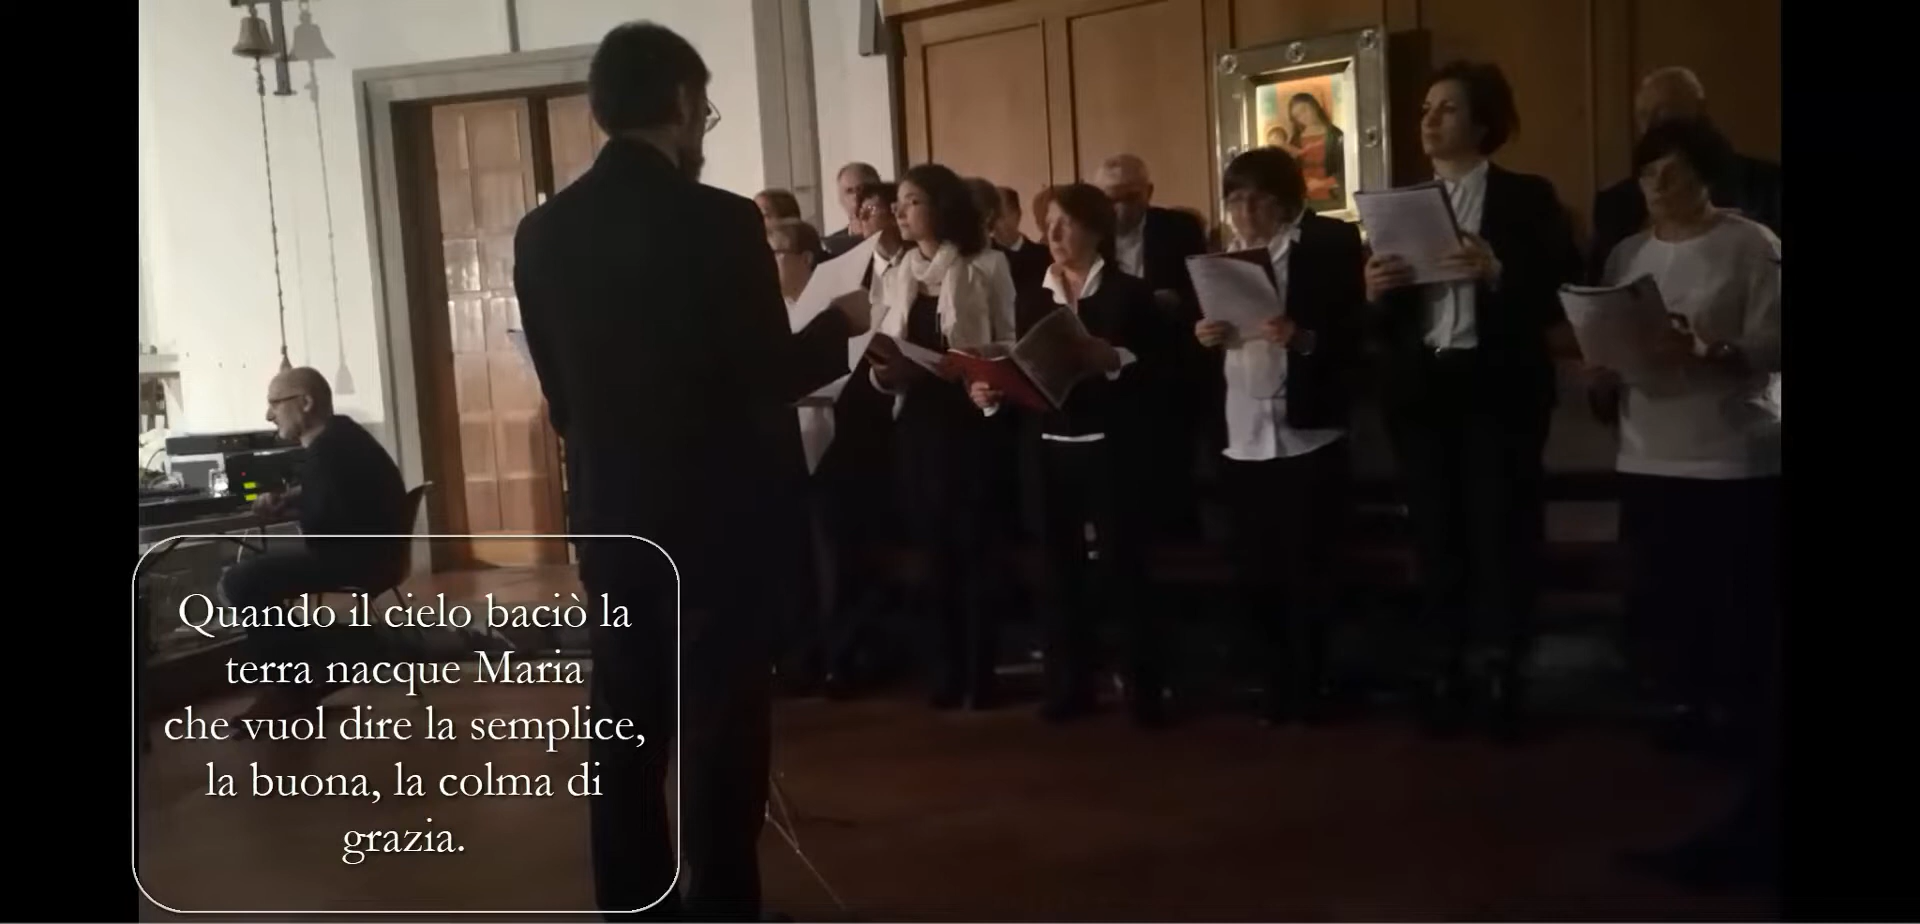 Quando il cielo baciò la
terra nacque Maria
che vuol dire la semplice,
la buona, la colma di
grazia.